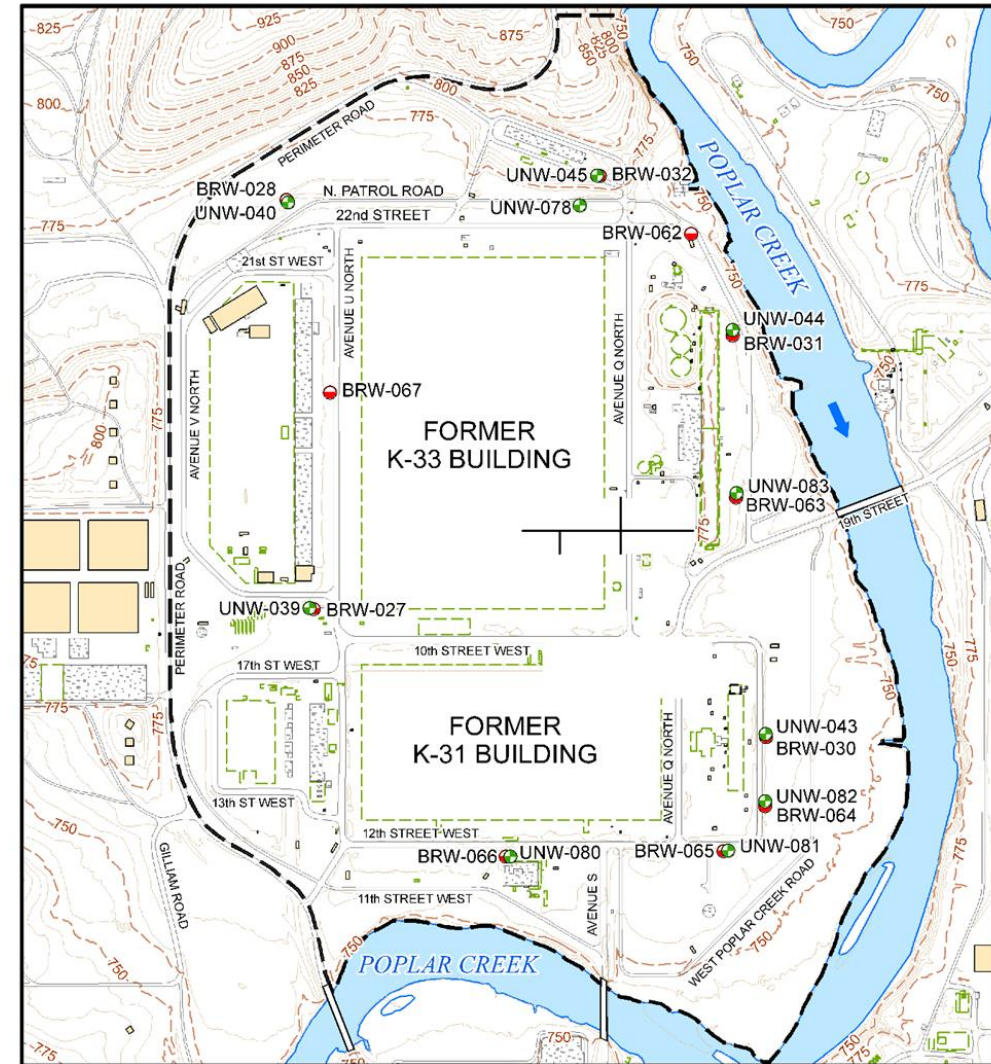 825
925
900
875
850
825
800
800
775
875
750
800
825
850
750
775
750
750
775
PERIMETER ROAD
POPLAR CREEK
UNW-045
BRW-032
BRW-028
UNW-040
N. PATROL ROAD
22nd STREET
UNW-078
BRW-062
775
750
21st ST WEST
AVENUE U NORTH
AVENUE Q NORTH
UNW-044
BRW-031
775
750
AVENUE V NORTH
BRW-067
775
800
FORMER
K-33 BUILDING
UNW-083
BRW-063
775
19th STREET
PERIMETER ROAD
UNW-039
BRW-027
10th STREET WEST
17th ST WEST
775
775
775
FORMER
K-31 BUILDING
AVENUE Q NORTH
UNW-043
BRW-030
UNW-082
BRW-064
13th ST WEST
12th STREET WEST
BRW-066
UNW-080
BRW-065
UNW-081
750
GILLIAM ROAD
11th STREET WEST
AVENUE S
WEST POPLAR CREEK ROAD
750
750
POPLAR CREEK
750
750
750